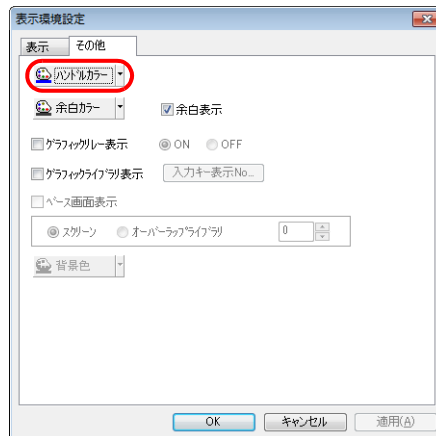 表示環境設定
表示 その他
ハンドルカラー
余白カラー 余白表示
グラフィックリレー表示 ON OFF
グラフィックライブラリ表示 入力キー表示No...
ベース画面表示
スクリーン オーバーラップライブラリ 0
背景色
OK キャンセル 適用(A)